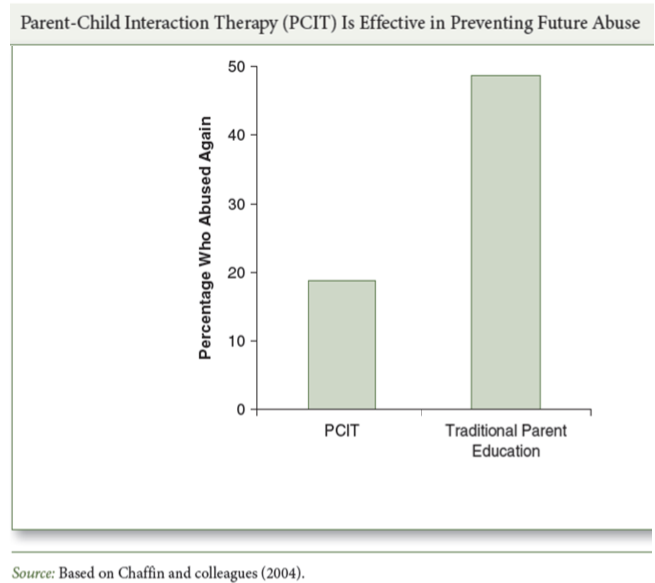 Parent-Child Interaction Therapy (PCIT) Is Effective in Preventing Future Abuse
50
40
30
20
10
0
Percentage Who Abused Again
PCIT
Traditional Parent
Education
Source: Based on Chaffin and colleagues (2004).